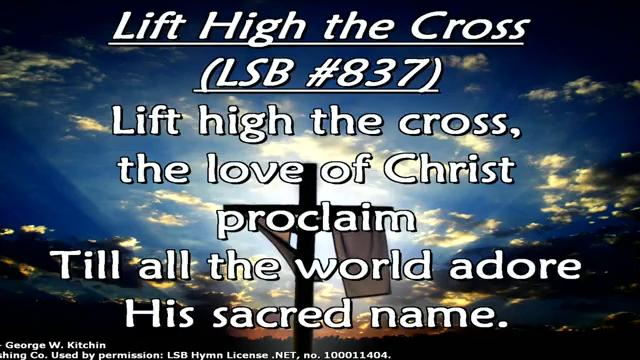 Lift High the Cross
(LSB #837)
Lift high the cross,
the love of Christ
proclaim
Till all the world adore
His sacred name.
- George W. Kitchin
shing Co. Used by permission: LSB Hymn License .NET, no. 100011404.